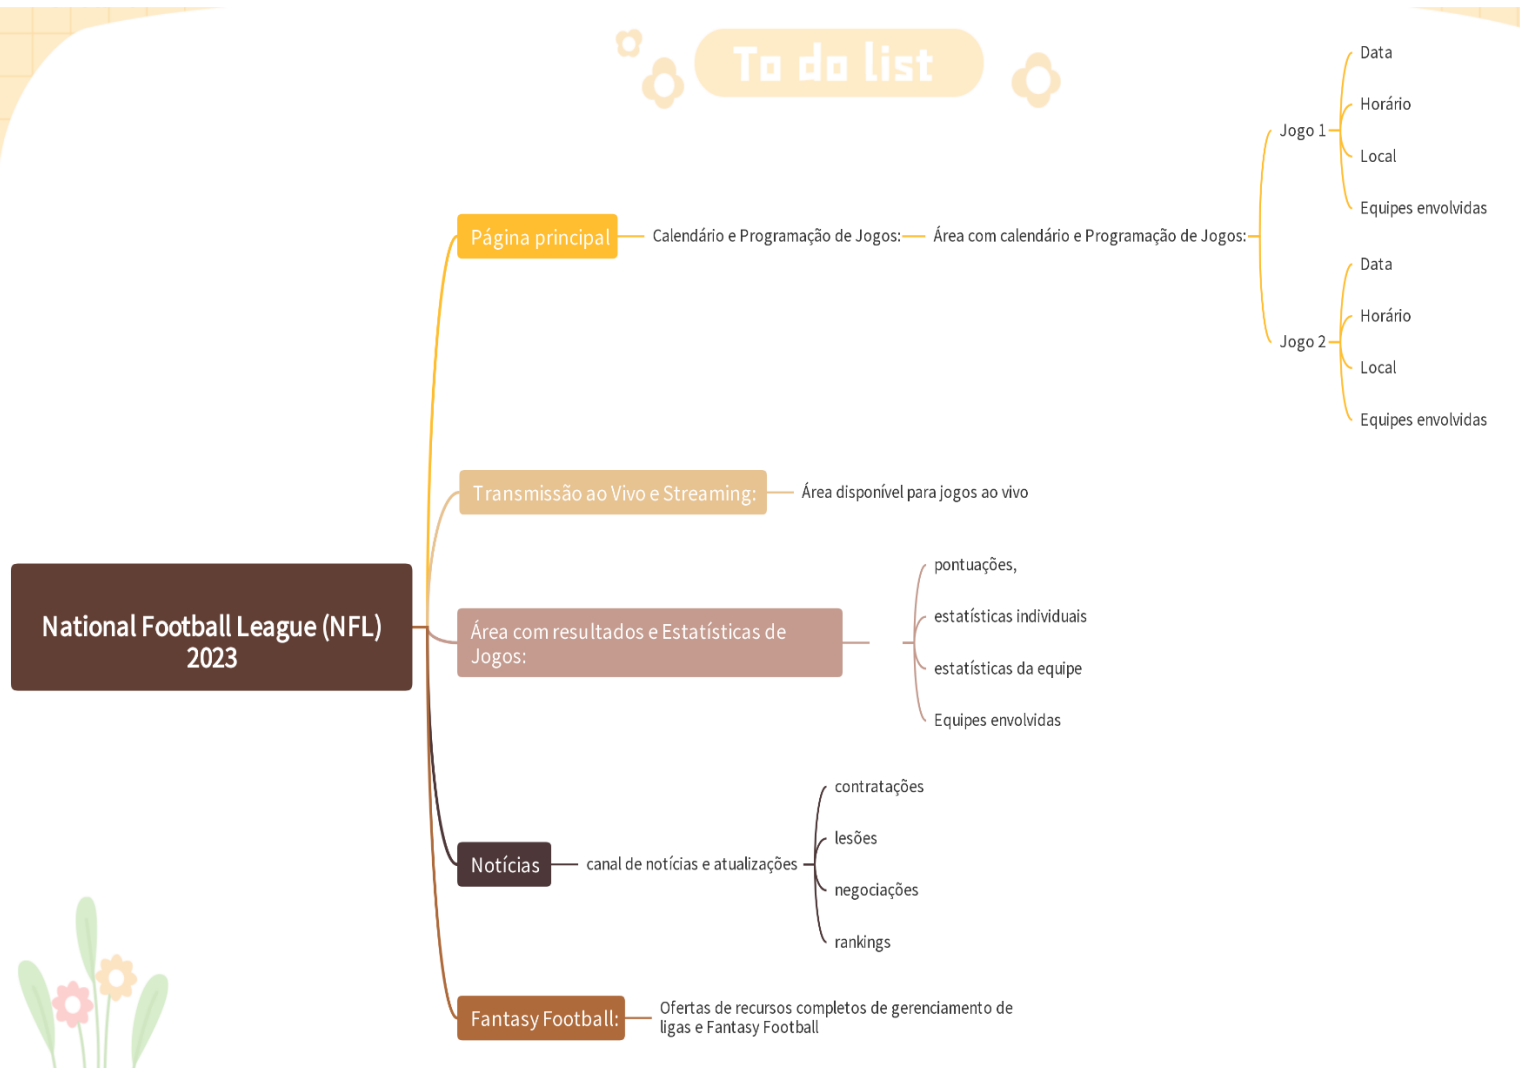 To do list
National Football League (NFL)
2023
Página principal
Calendário e Programação de Jogos:
Área com calendário e Programação de Jogos:
Jogo 1
Data
Horário
Local
Equipes envolvidas
Jogo 2
Data
Horário
Local
Equipes envolvidas
Transmissão ao Vivo e Streaming:
Área disponível para jogos ao vivo
Área com resultados e Estatísticas de
Jogos:
pontuações,
estatísticas individuais
estatísticas da equipe
Equipes envolvidas
Notícias
canal de notícias e atualizações
contratações
lesões
negociações
rankings
Fantasy Football:
Ofertas de recursos completos de gerenciamento de
ligas e Fantasy Football